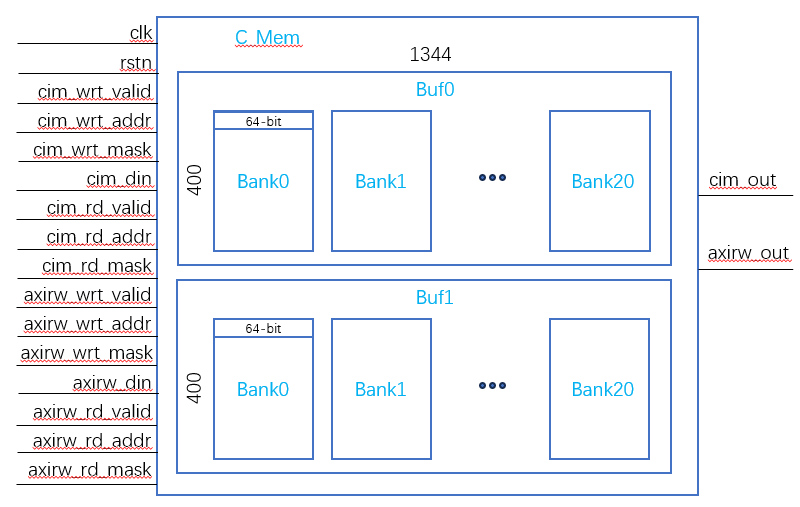 clk
rstn
cim_wrt_valid
cim_wrt_addr
cim_wrt_mask
cim_din
cim_rd_valid
cim_rd_addr
cim_rd_mask
axirw_wrt_valid
axirw_wrt_addr
axirw_wrt_mask
axirw_din
axirw_rd_valid
axirw_rd_addr
axirw_rd_mask
C_Mem
1344
Buf0
400
64-bit
Bank0
Bank1
Bank20
Buf1
400
64-bit
Bank0
Bank1
Bank20
cim_out
axirw_out